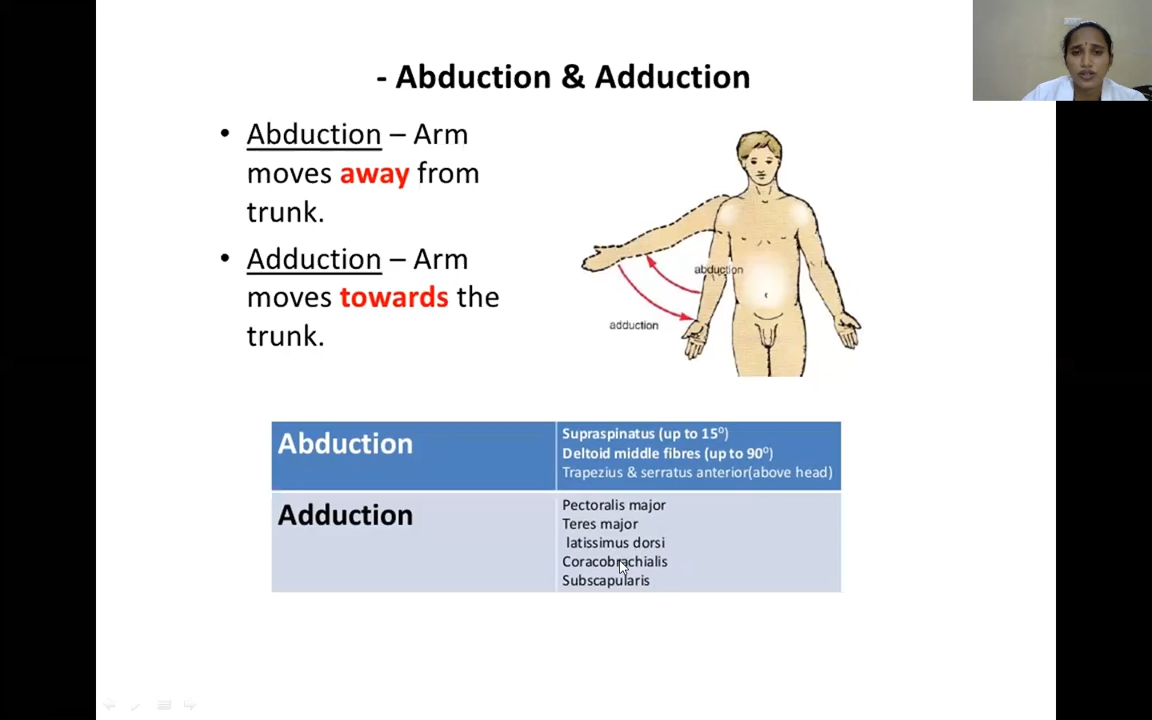 - Abduction & Adduction
• Abduction – Arm
moves away from
trunk.
• Adduction – Arm
moves towards the
trunk.
abduction
adduction
Abduction
Supraspinatus (up to 15⁰)
Deltoid middle fibres (up to 90⁰)
Trapezius & serratus anterior(above head)
Adduction
Pectoralis major
Teres major
latissimus dorsi
Coracobrachialis
Subscapularis